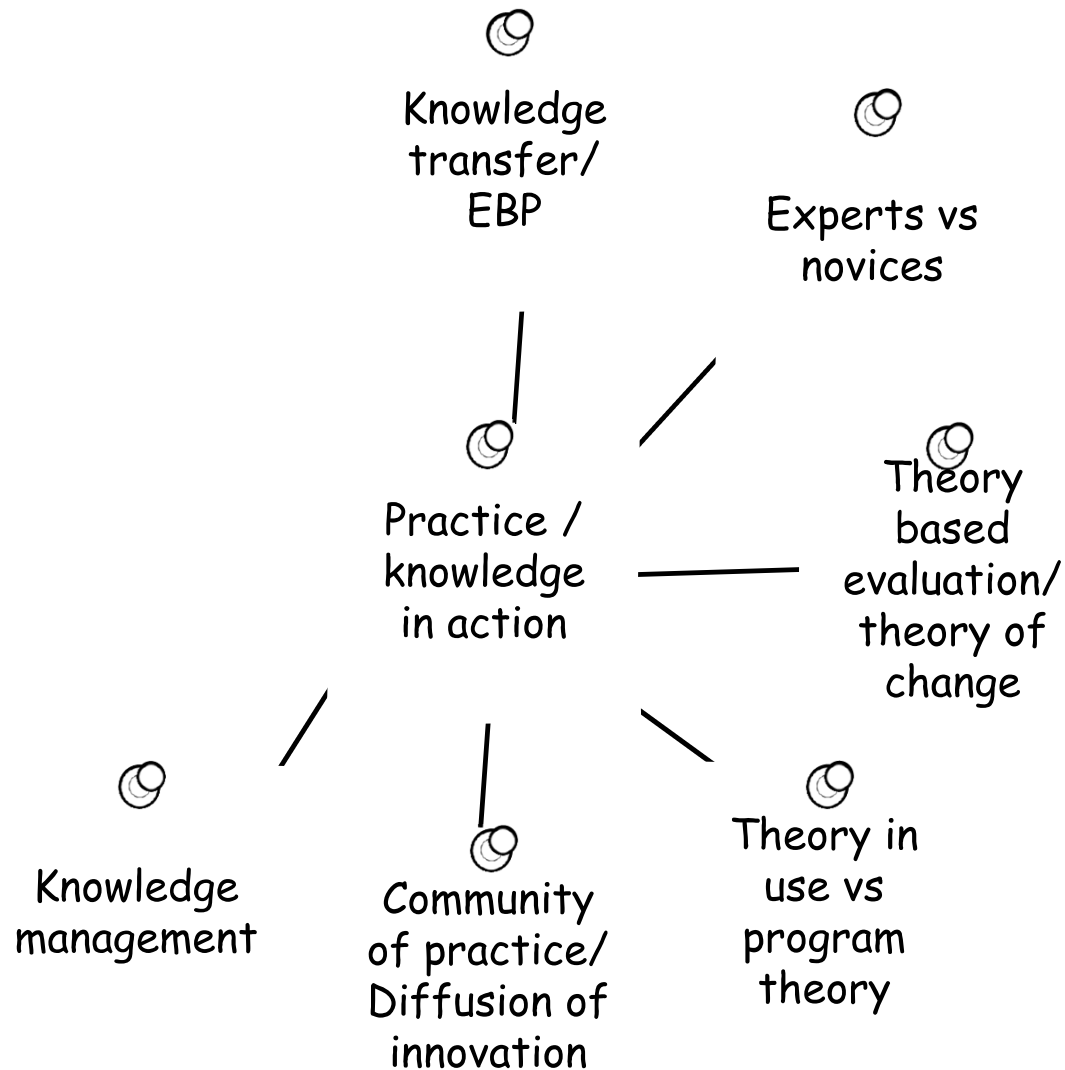 Knowledge
transfer/
EBP
Experts vs
novices
Practice /
knowledge
in action
Theory
based
evaluation/
theory of
change
Knowledge
management
Community
of practice/
Diffusion of
innovation
Theory in
use vs
program
theory